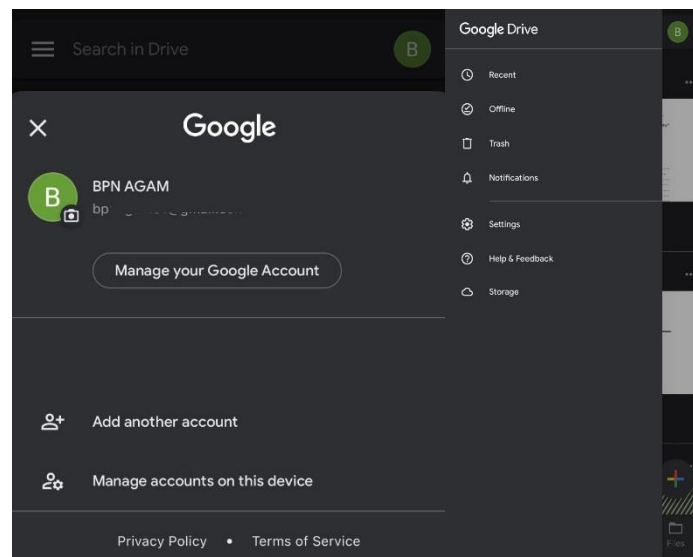 Search in Drive
B
Google
B
BPN AGAM
Manage your Google Account
Add another account
Manage accounts on this device
Privacy Policy • Terms of Service
Google Drive
Recent
Offline
Trash
Notifications
Settings
Help & Feedback
Storage
B
Files